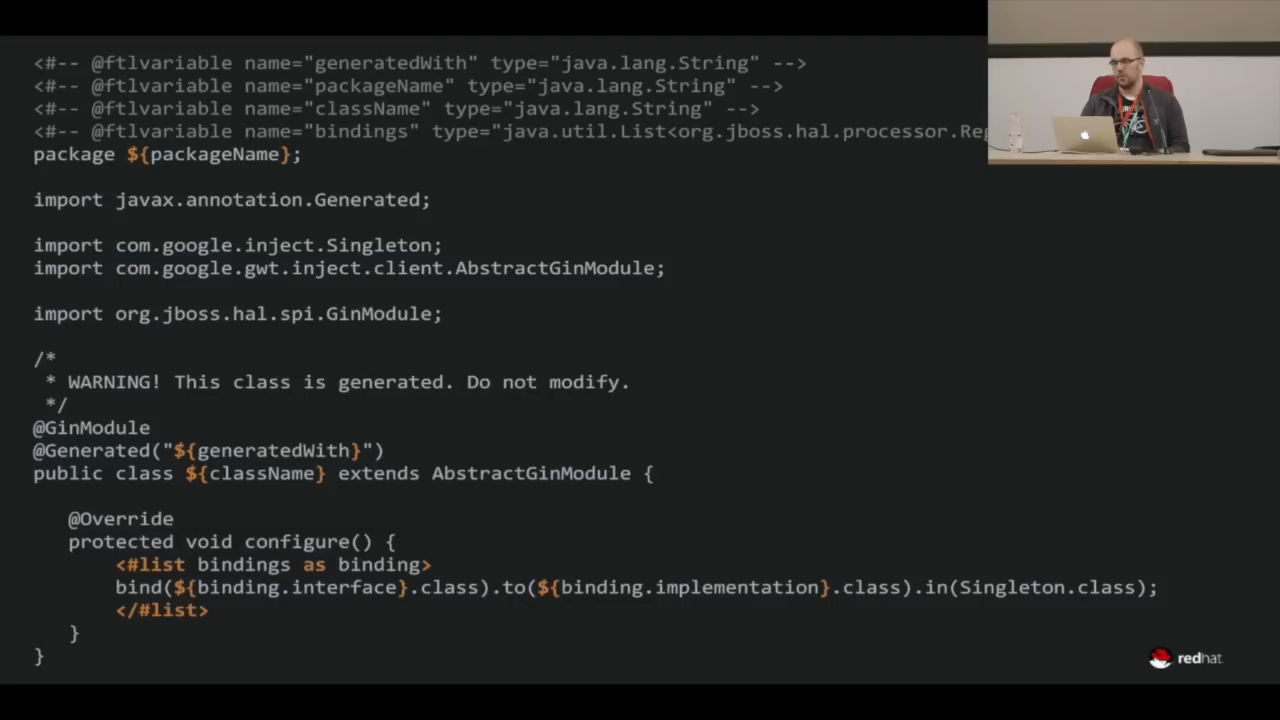 <#-- @ftlvariable name="generatedWith" type="java.lang.String" -->
<#-- @ftlvariable name="packageName" type="java.lang.String" -->
<#-- @ftlvariable name="className" type="java.lang.String" -->
<#-- @ftlvariable name="bindings" type="java.util.List<org.jboss.hal.processor.Reg
package ${packageName};
import javax.annotation.Generated;
import com.google.inject.Singleton;
import com.google.gwt.inject.client.AbstractGinModule;
import org.jboss.hal.spi.GinModule;
/*
* WARNING! This class is generated. Do not modify.
*/
@GinModule
@Generated("${generatedWith}")
public class ${className} extends AbstractGinModule {
@Override
protected void configure() {
<#list bindings as binding>
bind(${binding.interface}.class).to(${binding.implementation}.class).in(Singleton.class);
</#list>
}
}
redhat